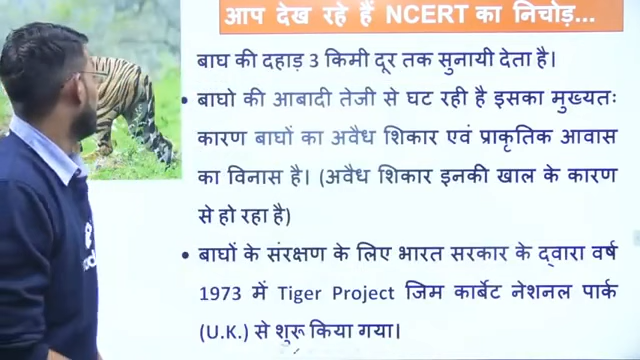 आप देख रहे हैं NCERT का निचोड़...
बाघ की दहाड़ 3 किमी दूर तक सुनायी देता है।
• बाघो की आबादी तेजी से घट रही है इसका मुख्यतः
कारण बाघों का अवैध शिकार एवं प्राकृतिक आवास
का विनास है। (अवैध शिकार इनकी खाल के कारण
से हो रहा है)
• बाघों के संरक्षण के लिए भारत सरकार के द्वारा वर्ष
1973 में Tiger Project जिम कार्बेट नेशनल पार्क
(U.K.) से शुरू किया गया।